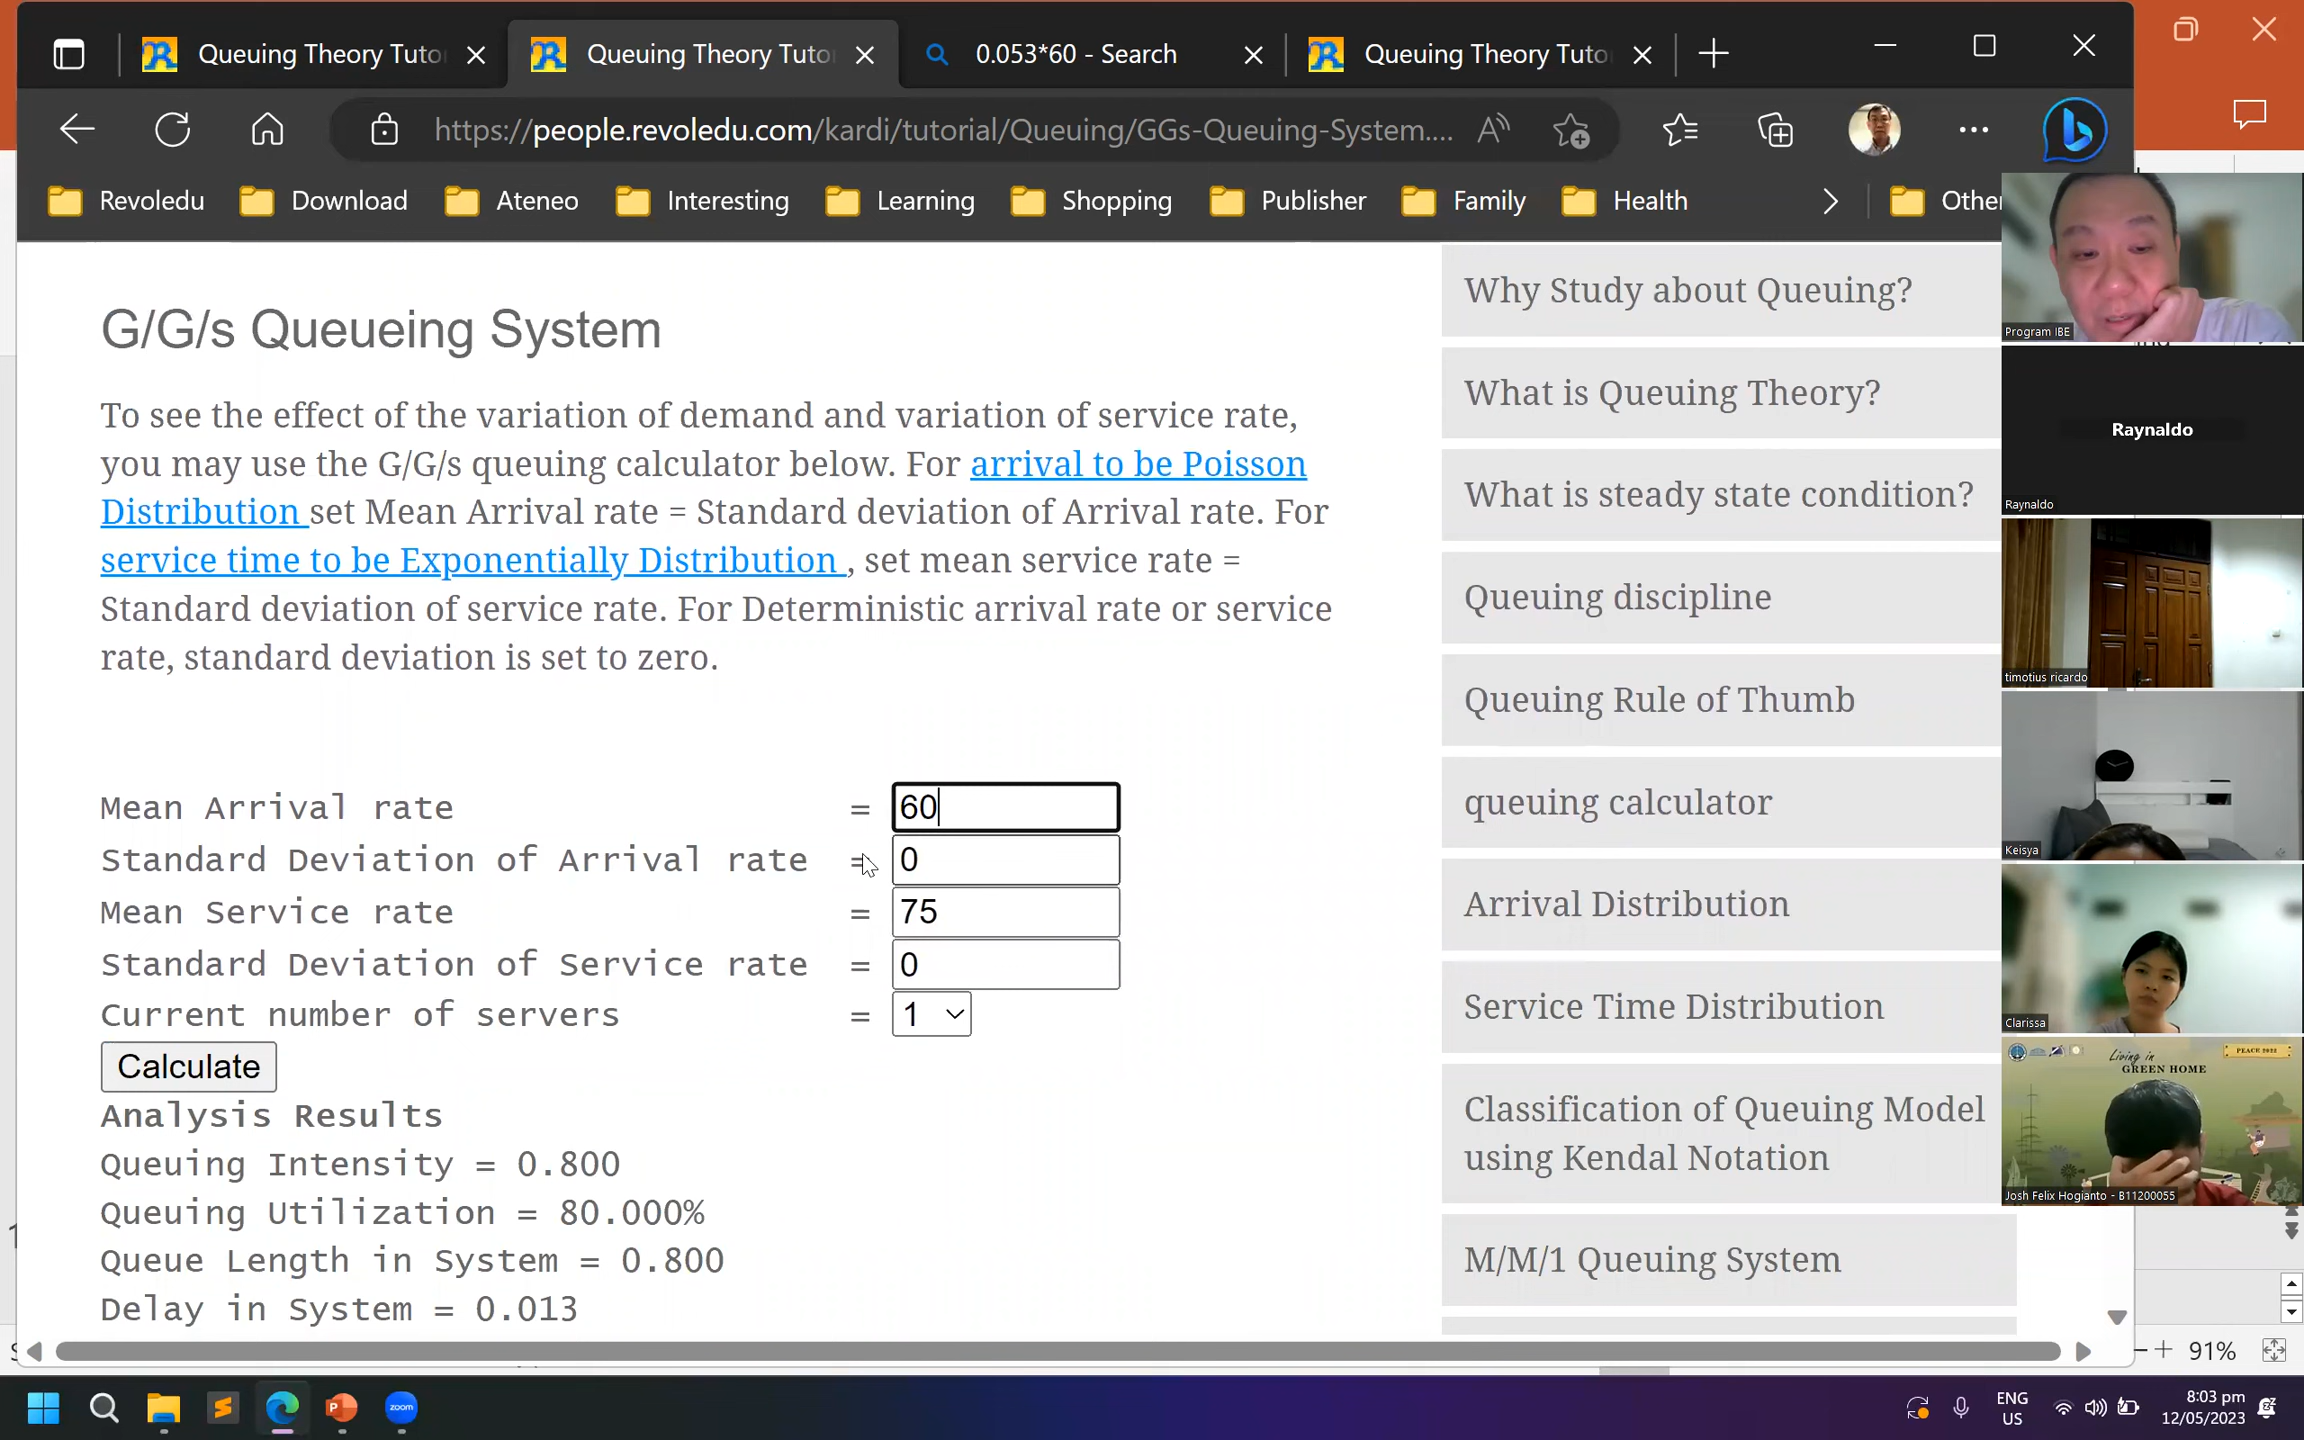 Queuing Theory Tuto
Queuing Theory Tuto
0.053*60 - Search
Queuing Theory Tuto
https://people.revoledu.com/kardi/tutorial/Queuing/GGs-Queuing-System....
Revoledu
Download
Ateneo
Interesting
Learning
Shopping
Publisher
Family
Health
Other
G/G/s Queueing System
To see the effect of the variation of demand and variation of service rate,
you may use the G/G/s queuing calculator below. For arrival to be Poisson
Distribution set Mean Arrival rate = Standard deviation of Arrival rate. For
service time to be Exponentially Distribution , set mean service rate =
Standard deviation of service rate. For Deterministic arrival rate or service
rate, standard deviation is set to zero.
Mean Arrival rate = 60
Standard Deviation of Arrival rate = 0
Mean Service rate = 75
Standard Deviation of Service rate = 0
Current number of servers = 1
Calculate
Analysis Results
Queuing Intensity = 0.800
Queuing Utilization = 80.000%
Queue Length in System = 0.800
Delay in System = 0.013
Why Study about Queuing?
What is Queuing Theory?
What is steady state condition?
Queuing discipline
Queuing Rule of Thumb
queuing calculator
Arrival Distribution
Service Time Distribution
Classification of Queuing Model
using Kendal Notation
M/M/1 Queuing System
Program IBE
Raynaldo
Raynaldo
timotius ricardo
Keisya
Clarissa
Living in
GREEN HOME
PEACE 2022
Josh Felix Hogianto - B11200055
91%
zoom
ENG
US
8:03 pm
12/05/2023